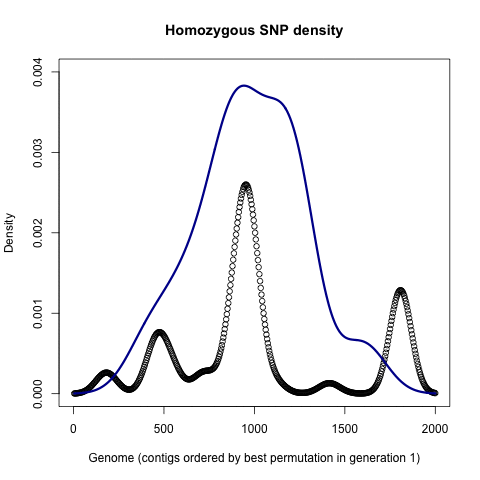 Homozygous SNP density
Density
0.004
0.003
0.002
0.001
0.000
0 500 1000 1500 2000
Genome (contigs ordered by best permutation in generation 1)